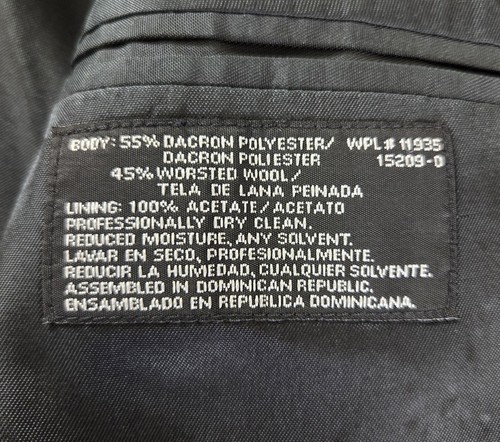 BODY: 55% DACRON POLYESTER/ WPL# 11935
DACRON POLIESTER 15209-0
45% WORSTED WOOL/
TELA DE LANA PEINADA
LINING: 100% ACETATE/ACETATO
PROFESSIONALLY DRY CLEAN.
REDUCED MOISTURE, ANY SOLVENT.
LAVAR EN SECO, PROFESIONALMENTE.
REDUCIR LA HUMEDAD, CUALQUIER SOLVENTE.
ASSEMBLED IN DOMINICAN REPUBLIC.
ENSAMBLADO EN REPUBLICA DOMINICANA.